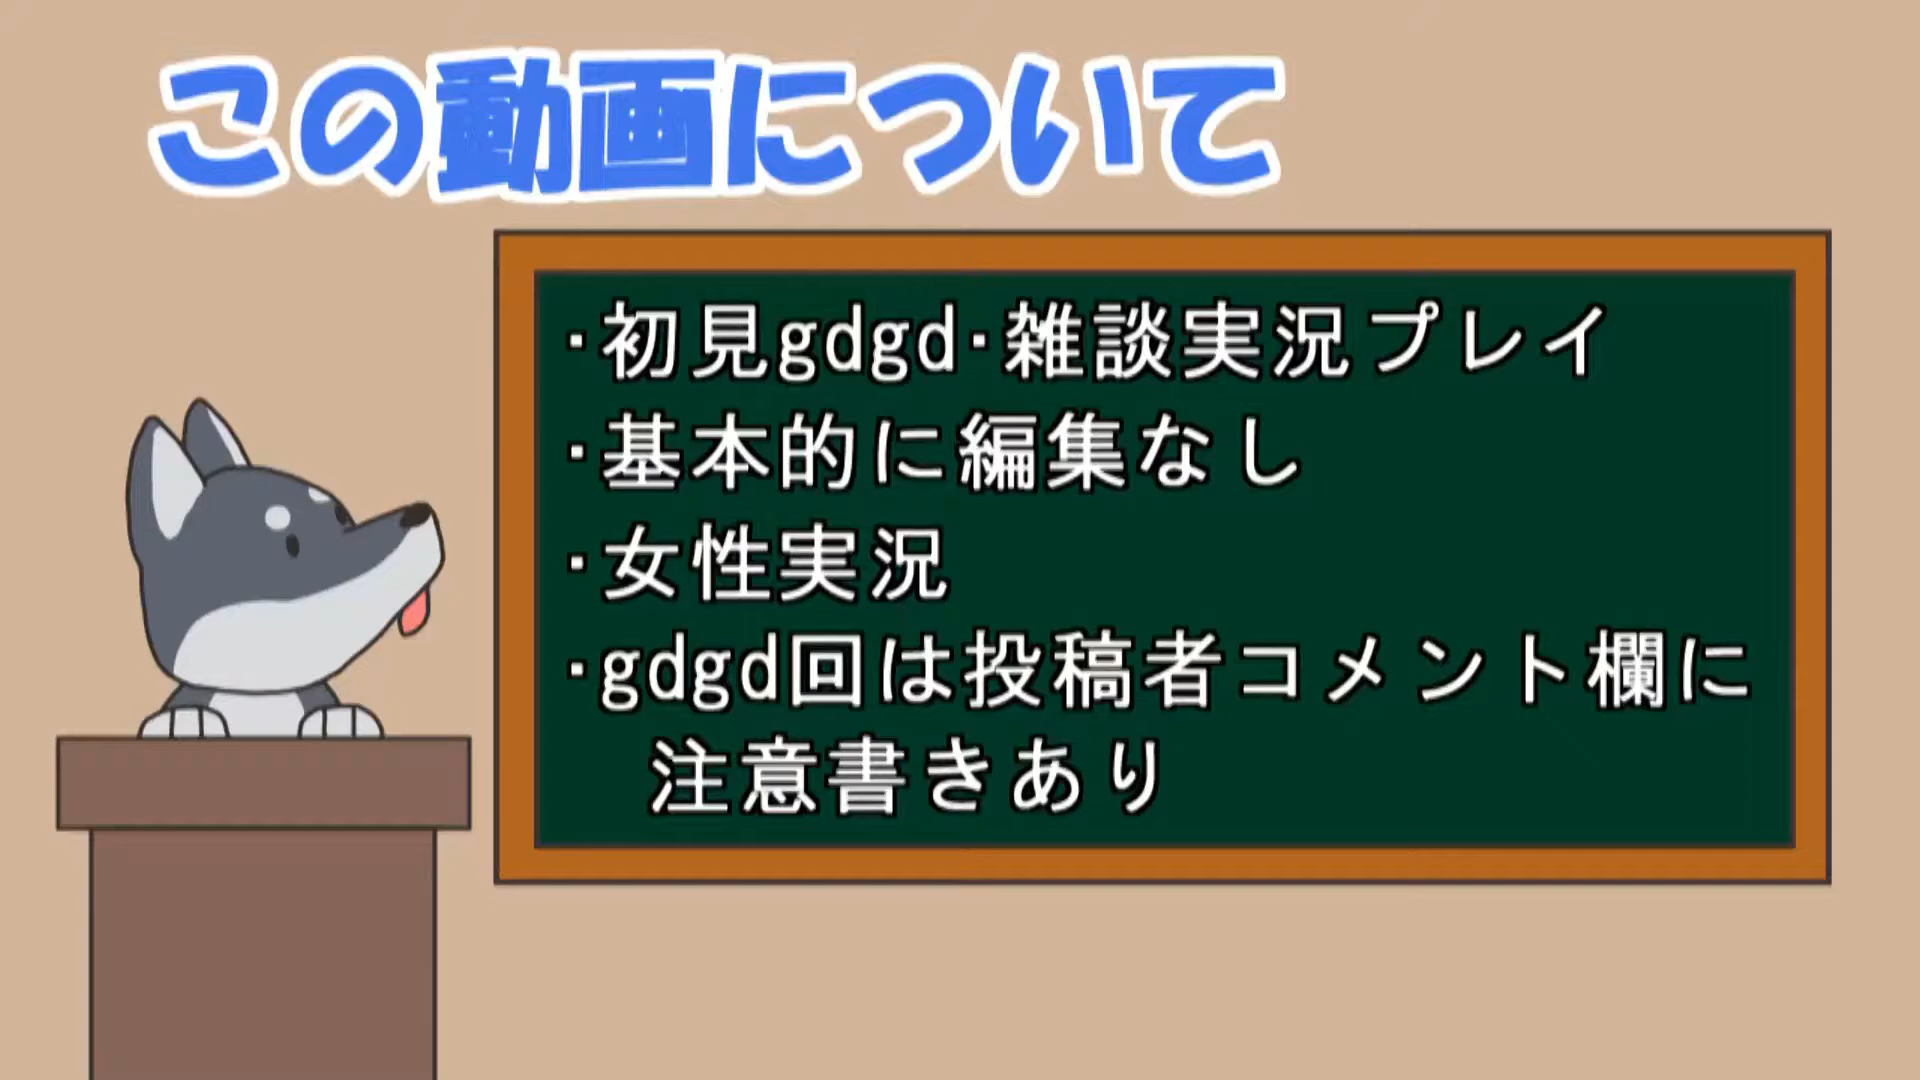 この動画について
・初見gdgd・雑談実況プレイ
・基本的に編集なし
・女性実況
・gdgd回は投稿者コメント欄に
注意書きあり